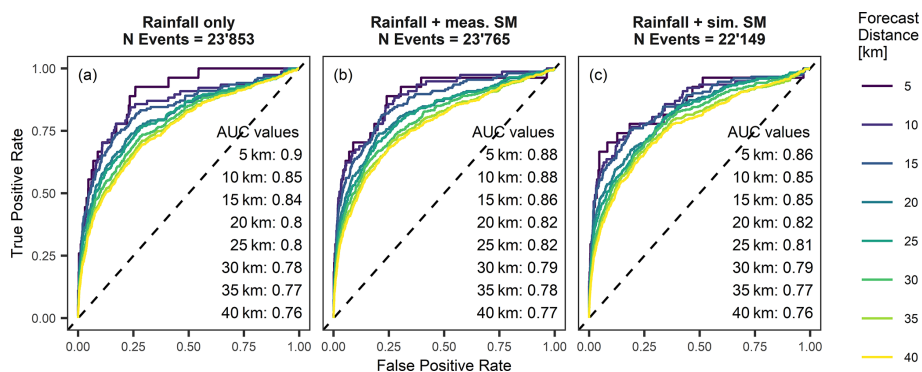 Rainfall only
N Events = 23'853
Rainfall + meas. SM
N Events = 23'765
Rainfall + sim. SM
N Events = 22'149
True Positive Rate
1.00
0.75
0.50
0.25
0.00
(a)
AUC values
5 km: 0.9
10 km: 0.85
15 km: 0.84
20 km: 0.8
25 km: 0.8
30 km: 0.78
35 km: 0.77
40 km: 0.76
0.00 0.25 0.50 0.75 1.00
(b)
AUC values
5 km: 0.88
10 km: 0.88
15 km: 0.86
20 km: 0.82
25 km: 0.82
30 km: 0.79
35 km: 0.78
40 km: 0.77
0.00 0.25 0.50 0.75 1.00
(c)
AUC values
5 km: 0.86
10 km: 0.85
15 km: 0.85
20 km: 0.82
25 km: 0.81
30 km: 0.79
35 km: 0.77
40 km: 0.76
0.00 0.25 0.50 0.75 1.00
False Positive Rate
Forecast
Distance
[km]
5
10
15
20
25
30
35
40